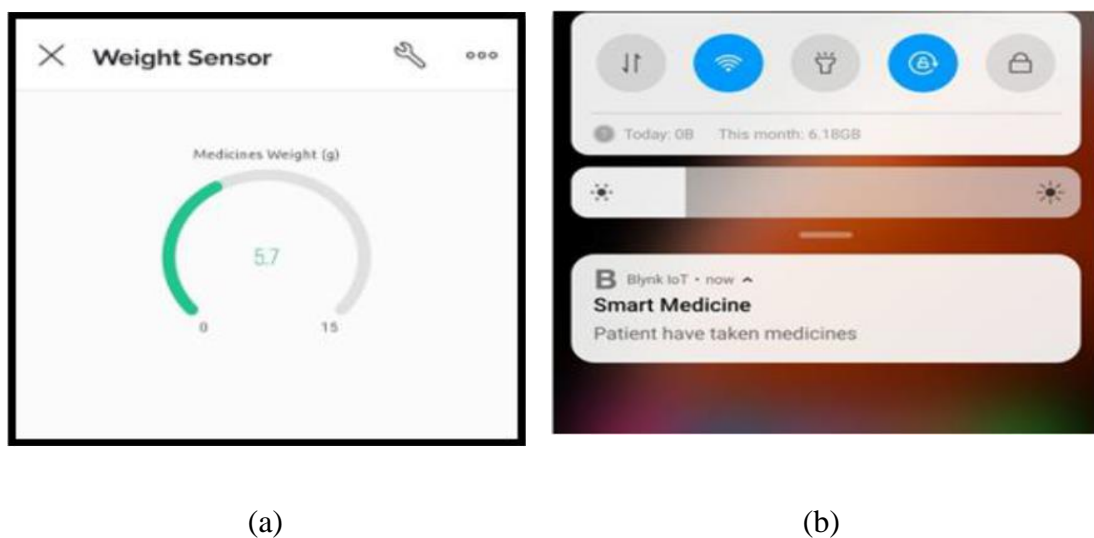 Weight Sensor
Medicines Weight (g)
5.7
0 15
Today: 0B This month: 6.18GB
B Blynk IoT • now
Smart Medicine
Patient have taken medicines
(a) (b)